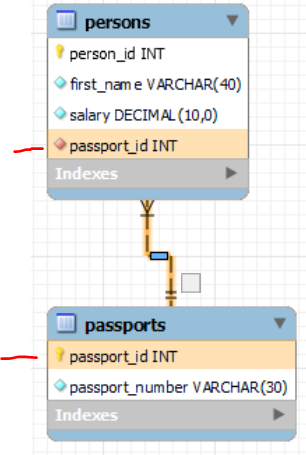 persons
person_id INT
first_name VARCHAR(40)
salary DECIMAL(10,0)
passport_id INT
Indexes
passports
passport_id INT
passport_number VARCHAR(30)
Indexes